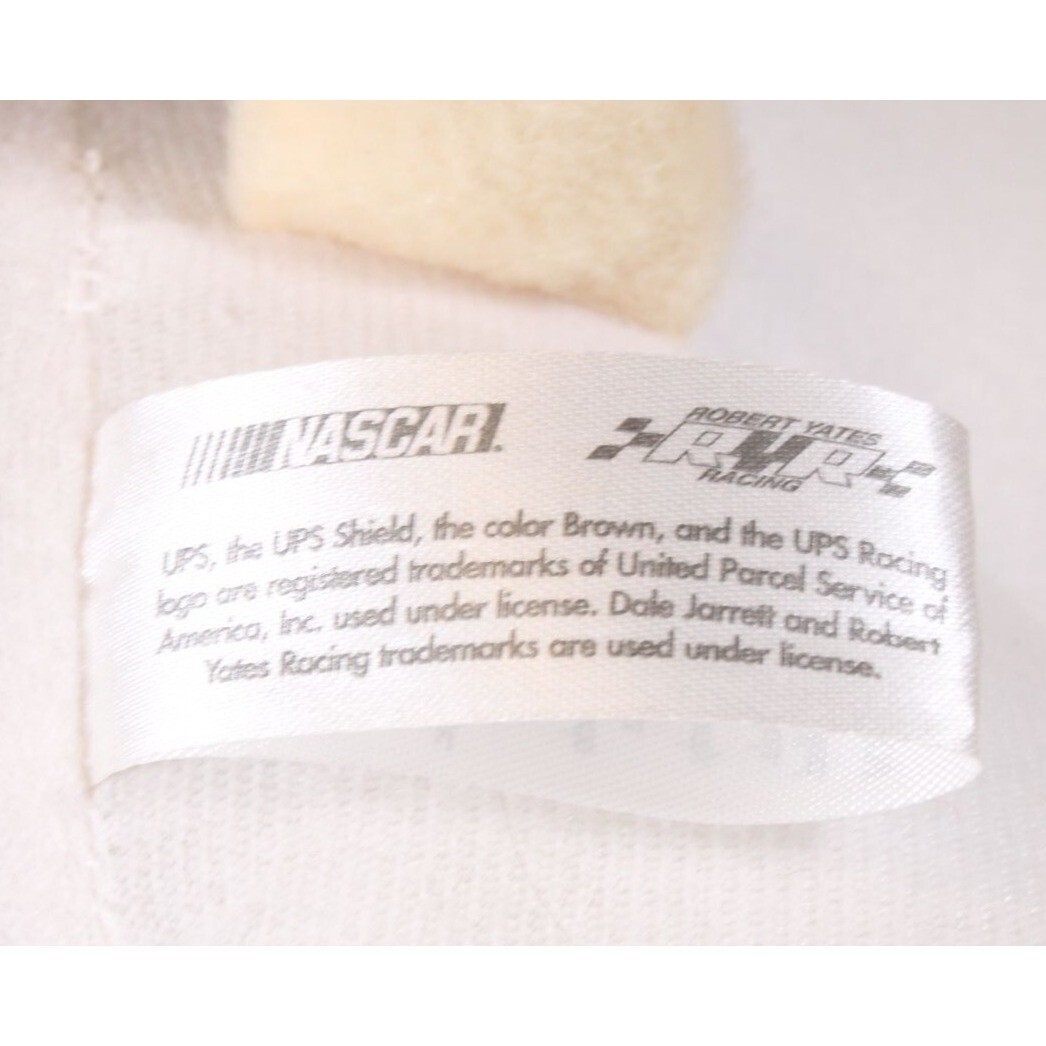 NASCAR.
ROBERT YATES
RYR
RACING
UPS, the UPS Shield, the color Brown, and the UPS Racing
logo are registered trademarks of United Parcel Service of
America, Inc. used under license. Dale Jarrett and Robert
Yates Racing trademarks are used under license.